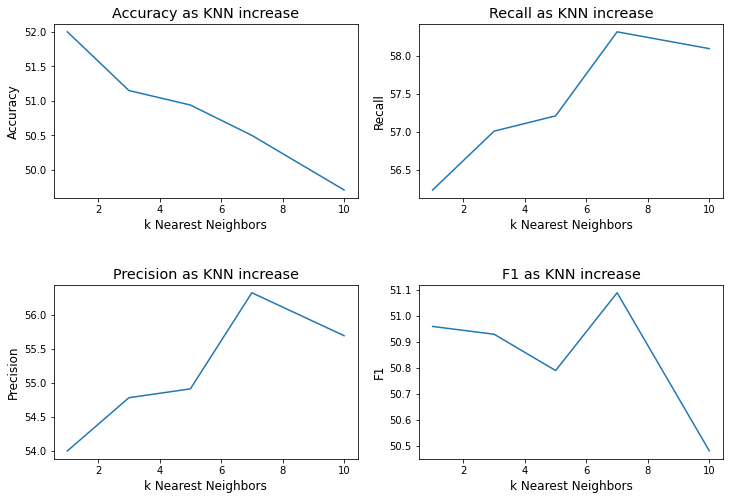 Accuracy as KNN increase
52.0
51.5
51.0
50.5
50.0
Accuracy
2 4 6 8 10
k Nearest Neighbors
Recall as KNN increase
58.0
57.5
57.0
56.5
Recall
2 4 6 8 10
k Nearest Neighbors
Precision as KNN increase
56.0
55.5
55.0
54.5
54.0
Precision
2 4 6 8 10
k Nearest Neighbors
F1 as KNN increase
51.1
51.0
50.9
50.8
50.7
50.6
50.5
F1
2 4 6 8 10
k Nearest Neighbors